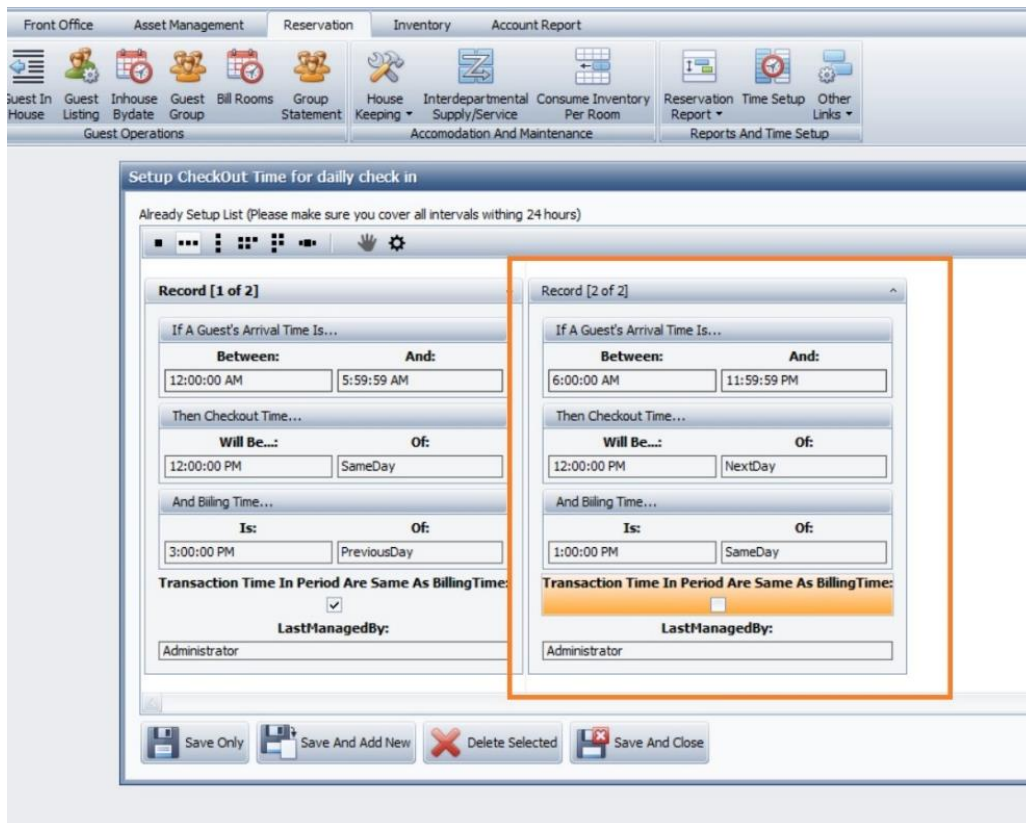 Front Office Asset Management Reservation Inventory Account Report
Guest In House Guest Listing Inhouse Bydate Guest Group Bill Rooms Group Statement House Keeping Interdepartmental Supply/Service Consume Inventory Per Room Reservation Report Time Setup Other Links
Guest Operations Accomodation And Maintenance Reports And Time Setup
Setup CheckOut Time for dailly check in
Already Setup List (Please make sure you cover all intervals withing 24 hours)
Record [1 of 2]
If A Guest's Arrival Time Is...
Between: And:
12:00:00 AM 5:59:59 AM
Then Checkout Time...
Will Be...: Of:
12:00:00 PM SameDay
And Biiling Time...
Is: Of:
3:00:00 PM PreviousDay
Transaction Time In Period Are Same As BillingTime:
LastManagedBy:
Administrator
Record [2 of 2]
If A Guest's Arrival Time Is...
Between: And:
6:00:00 AM 11:59:59 PM
Then Checkout Time...
Will Be...: Of:
12:00:00 PM NextDay
And Biiling Time...
Is: Of:
1:00:00 PM SameDay
Transaction Time In Period Are Same As BillingTime:
LastManagedBy:
Administrator
Save Only Save And Add New Delete Selected Save And Close